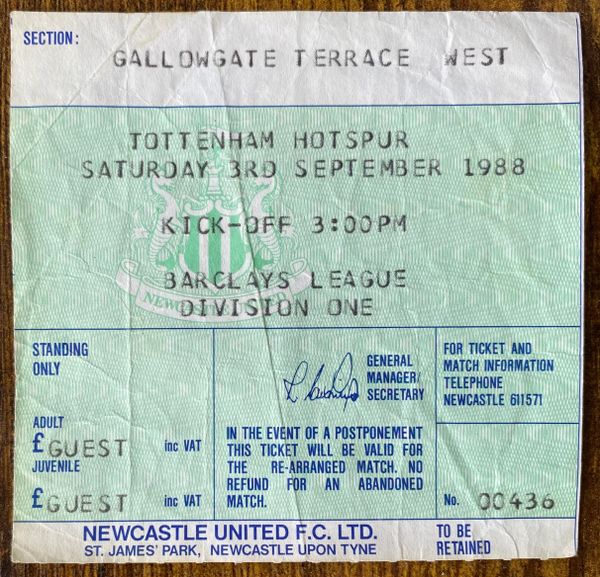 SECTION:
GALLOWGATE TERRACE WEST
TOTTENHAM HOTSPUR
SATURDAY 3RD SEPTEMBER 1988
KICK-OFF 3:00PM
BARCLAYS LEAGUE
DIVISION ONE
STANDING
ONLY
ADULT
£GUEST inc VAT
JUVENILE
£GUEST inc VAT
GENERAL
MANAGER/
SECRETARY
IN THE EVENT OF A POSTPONEMENT
THIS TICKET WILL BE VALID FOR
THE RE-ARRANGED MATCH. NO
REFUND FOR AN ABANDONED
MATCH.
FOR TICKET AND
MATCH INFORMATION
TELEPHONE
NEWCASTLE 611571
No. 00436
NEWCASTLE UNITED F.C. LTD.
ST. JAMES' PARK, NEWCASTLE UPON TYNE
TO BE
RETAINED